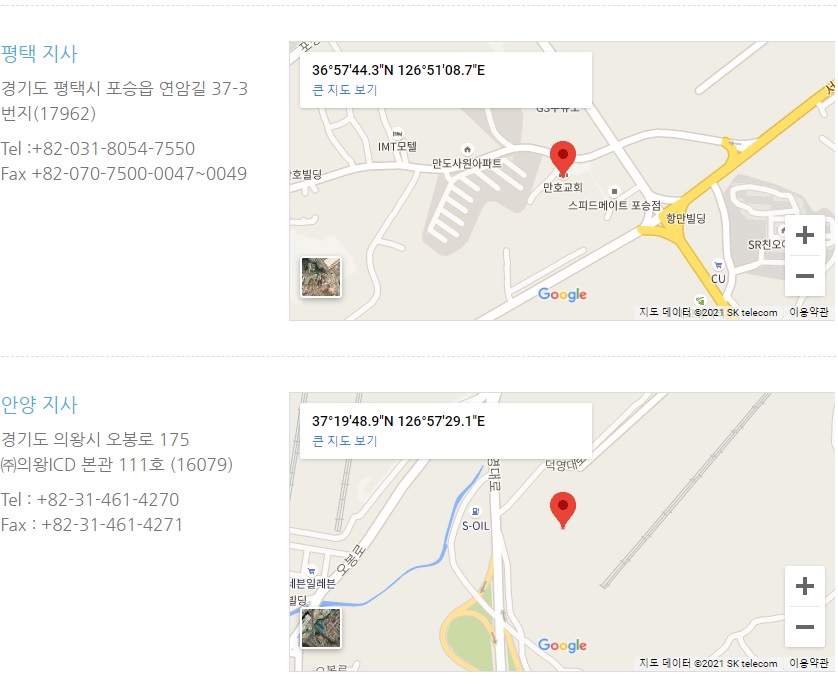 평택 지사
경기도 평택시 포승읍 연암길 37-3
번지(17962)
Tel :+82-031-8054-7550
Fax +82-070-7500-0047~0049
36°57'44.3"N 126°51'08.7"E
큰 지도 보기
IMT모텔
만도사원아파트
호빌딩
만호교회
스피드메이트 포승점
항만빌딩
SR친오
CU
Google
지도 데이터 ©2021 SK telecom 이용약관
안양 지사
경기도 의왕시 오봉로 175
㈜의왕ICD 본관 111호 (16079)
Tel : +82-31-461-4270
Fax : +82-31-461-4271
37°19'48.9"N 126°57'29.1"E
큰 지도 보기
영대로
덕영대로
S-OIL
오봉로
세븐일레븐
빌딩
오봉로
Google
지도 데이터 ©2021 SK telecom 이용약관